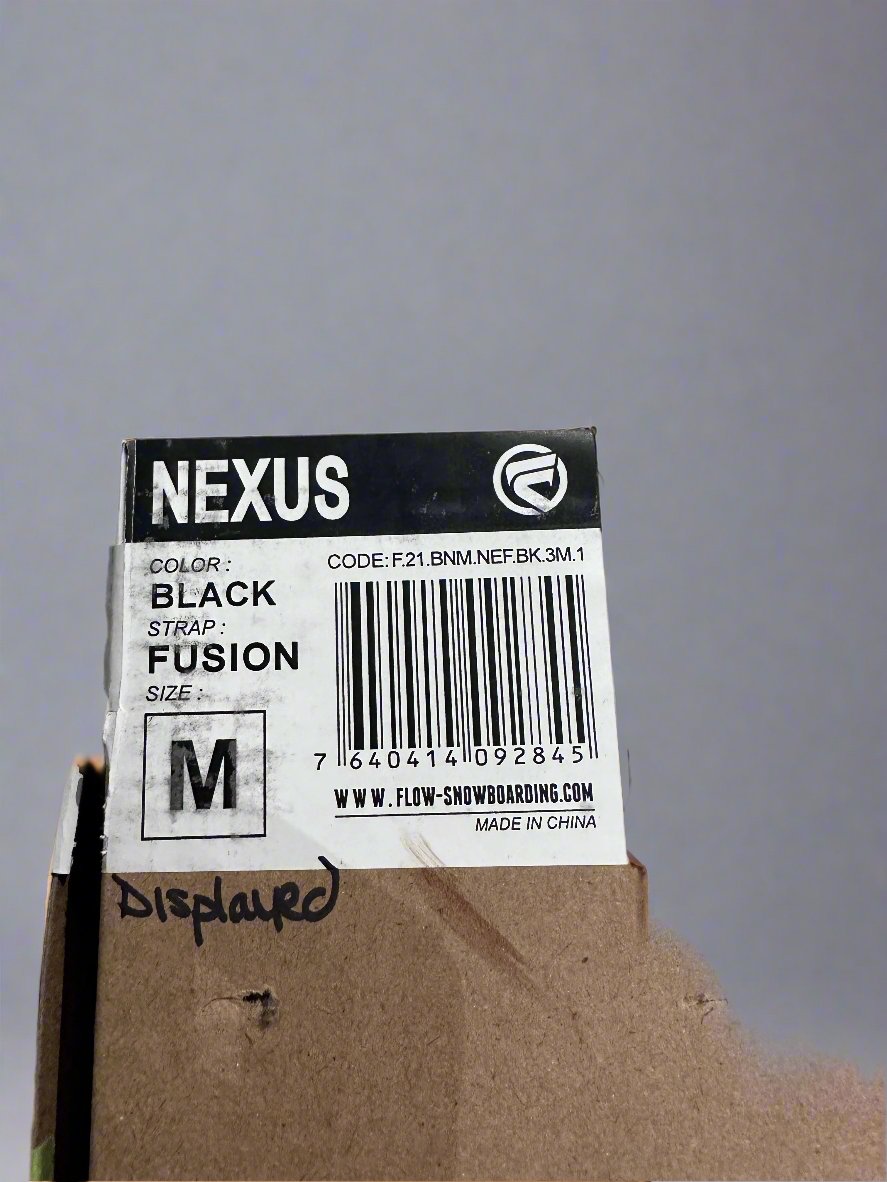 NEXUS
COLOR :
BLACK
STRAP :
FUSION
SIZE :
M
CODE: F.21.BNM.NEF.BK.3M.1
7 640414 092845
WWW.FLOW-SNOWBOARDING.COM
MADE IN CHINA
Displayed